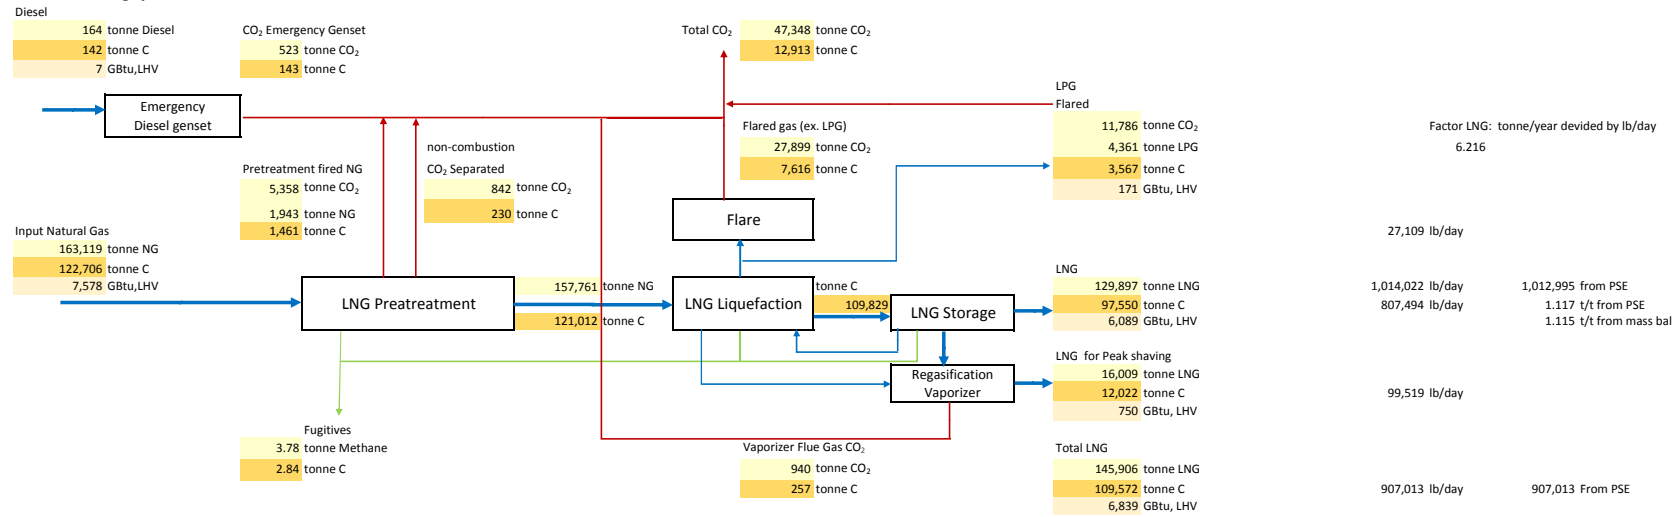 Diesel
164 tonne Diesel
142 tonne C
7 GBtu,LHV
CO₂ Emergency Genset
523 tonne CO₂
143 tonne C
Total CO₂ 47,348 tonne CO₂
12,913 tonne C
Emergency
Diesel genset
LPG
Flared
11,786 tonne CO₂
4,361 tonne LPG
3,567 tonne C
171 GBtu, LHV
Factor LNG: tonne/year devided by lb/day
6.216
Flared gas (ex. LPG)
27,899 tonne CO₂
7,616 tonne C
non-combustion
CO₂ Separated
842 tonne CO₂
230 tonne C
Pretreatment fired NG
5,358 tonne CO₂
1,943 tonne NG
1,461 tonne C
Flare
27,109 lb/day
Input Natural Gas
163,119 tonne NG
122,706 tonne C
7,578 GBtu,LHV
LNG Preatreatment
157,761 tonne NG
121,012 tonne C
LNG Liquefaction
tonne C
109,829
LNG Storage
LNG
129,897 tonne LNG
97,550 tonne C
6,089 GBtu, LHV
1,014,022 lb/day
1,012,995 from PSE
807,494 lb/day
1.117 t/t from PSE
1.115 t/t from mass bal
Regasification
Vaporizer
LNG for Peak shaving
16,009 tonne LNG
12,022 tonne C
750 GBtu, LHV
99,519 lb/day
Fugitives
3.78 tonne Methane
2.84 tonne C
Vaporizer Flue Gas CO₂
940 tonne CO₂
257 tonne C
Total LNG
145,906 tonne LNG
109,572 tonne C
6,839 GBtu, LHV
907,013 lb/day
907,013 From PSE